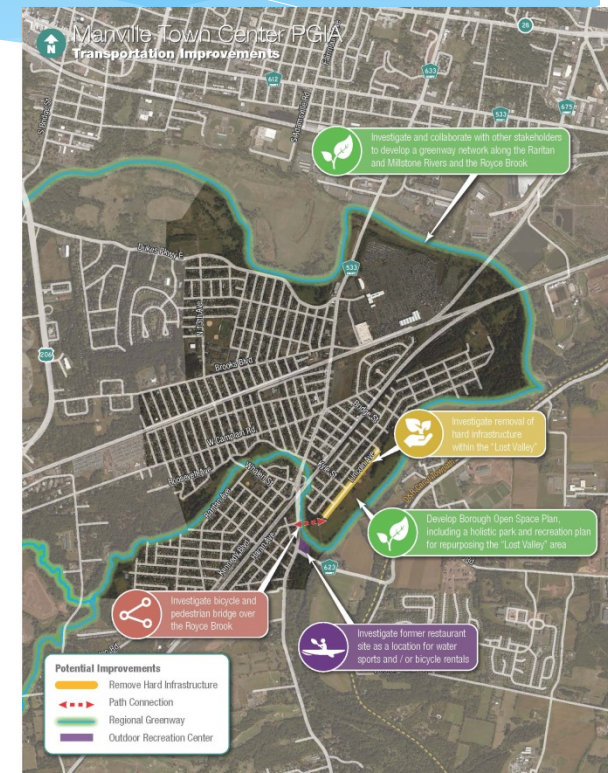 N
Manville Town Center PGIA
Transportation Improvements
28
612
633
533
675
Investigate and collaborate with other stakeholders
to develop a greenway network along the Raritan
and Millstone Rivers and the Royce Brook
Dukes Pkwy E
533
206
Brooks Blvd
W Camplain Rd
Investigate removal of
hard infrastructure
within the "Lost Valley"
Develop Borough Open Space Plan,
including a holistic park and recreation plan
for repurposing the "Lost Valley" area
623
Investigate bicycle and
pedestrian bridge over
the Royce Brook
Investigate former restaurant
site as a location for water
sports and / or bicycle rentals
Potential Improvements
Remove Hard Infrastructure
Path Connection
Regional Greenway
Outdoor Recreation Center